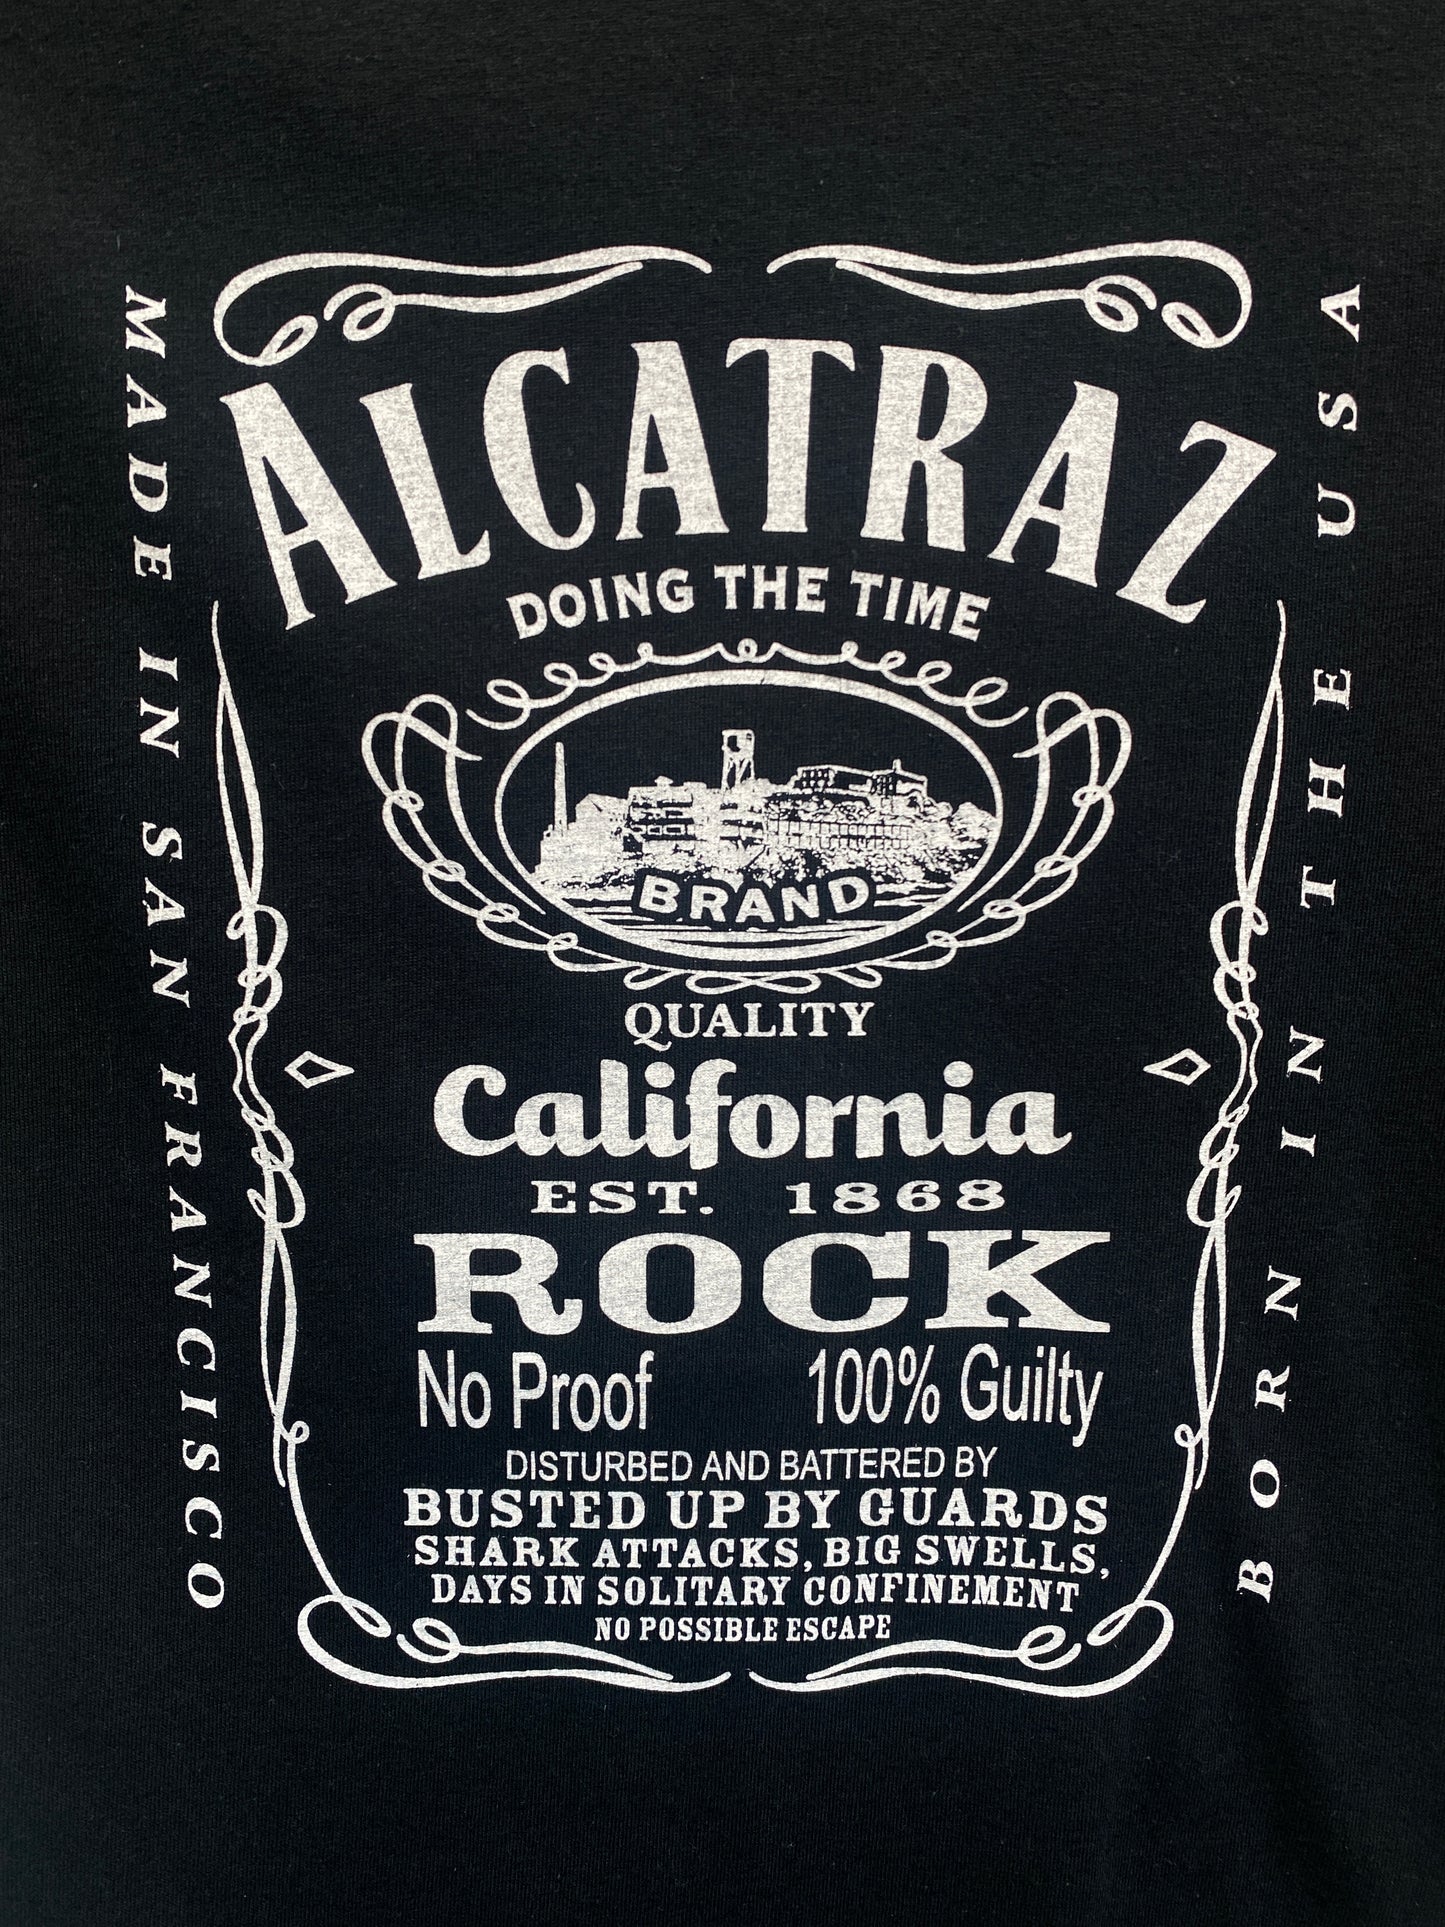 ALCATRAZ
DOING THE TIME
BRAND
QUALITY
California
EST. 1868
ROCK
No Proof 100% Guilty
DISTURBED AND BATTERED BY
BUSTED UP BY GUARDS
SHARK ATTACKS, BIG SWELLS,
DAYS IN SOLITARY CONFINEMENT
NO POSSIBLE ESCAPE
MADE IN SAN FRANCISCO
BORN IN THE USA